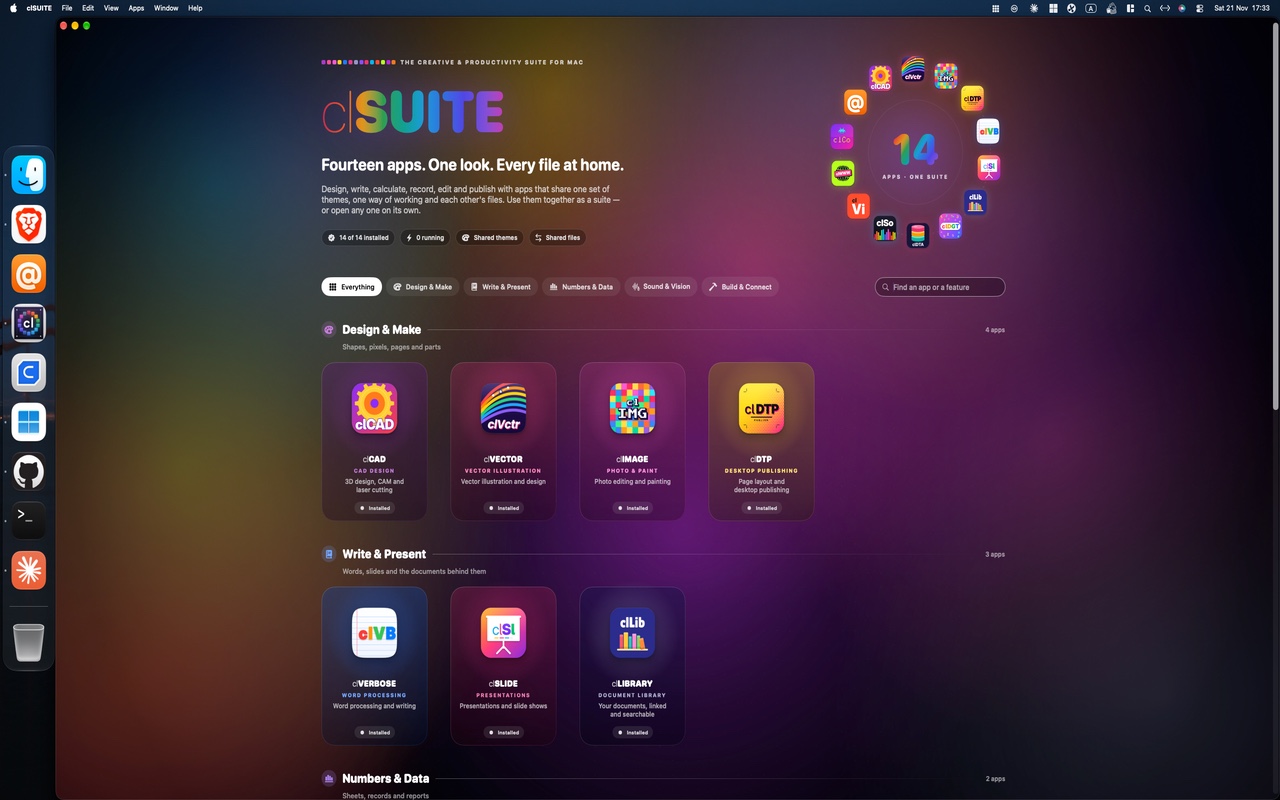 clSUITE File Edit View Apps Window Help
A
Sat 21 Nov 17:33
THE CREATIVE & PRODUCTIVITY SUITE FOR MAC
clSUITE
Fourteen apps. One look. Every file at home.
Design, write, calculate, record, edit and publish with apps that share one set of
themes, one way of working and each other's files. Use them together as a suite —
or open any one on its own.
14 of 14 installed
0 running
Shared themes
Shared files
clCAD
clVctr
IMG
clDTP
clVB
clSl
clLib
clDGT
clDTA
clSo
Vi
clWWW
clCo
@
14
APPS · ONE SUITE
Everything
Design & Make
Write & Present
Numbers & Data
Sound & Vision
Build & Connect
Find an app or a feature
Design & Make
4 apps
Shapes, pixels, pages and parts
clCAD
clCAD
CAD DESIGN
3D design, CAM and
laser cutting
Installed
clVctr
clVECTOR
VECTOR ILLUSTRATION
Vector illustration and design
Installed
cl
IMG
clIMAGE
PHOTO & PAINT
Photo editing and painting
Installed
clDTP
clDTP
DESKTOP PUBLISHING
Page layout and
desktop publishing
Installed
Write & Present
3 apps
Words, slides and the documents behind them
clVB
clVERBOSE
WORD PROCESSING
Word processing and writing
Installed
clSl
clSLIDE
PRESENTATIONS
Presentations and slide shows
Installed
clLib
clLIBRARY
DOCUMENT LIBRARY
Your documents, linked
and searchable
Installed
Numbers & Data
2 apps
Sheets, records and reports
@
cl
C
>_